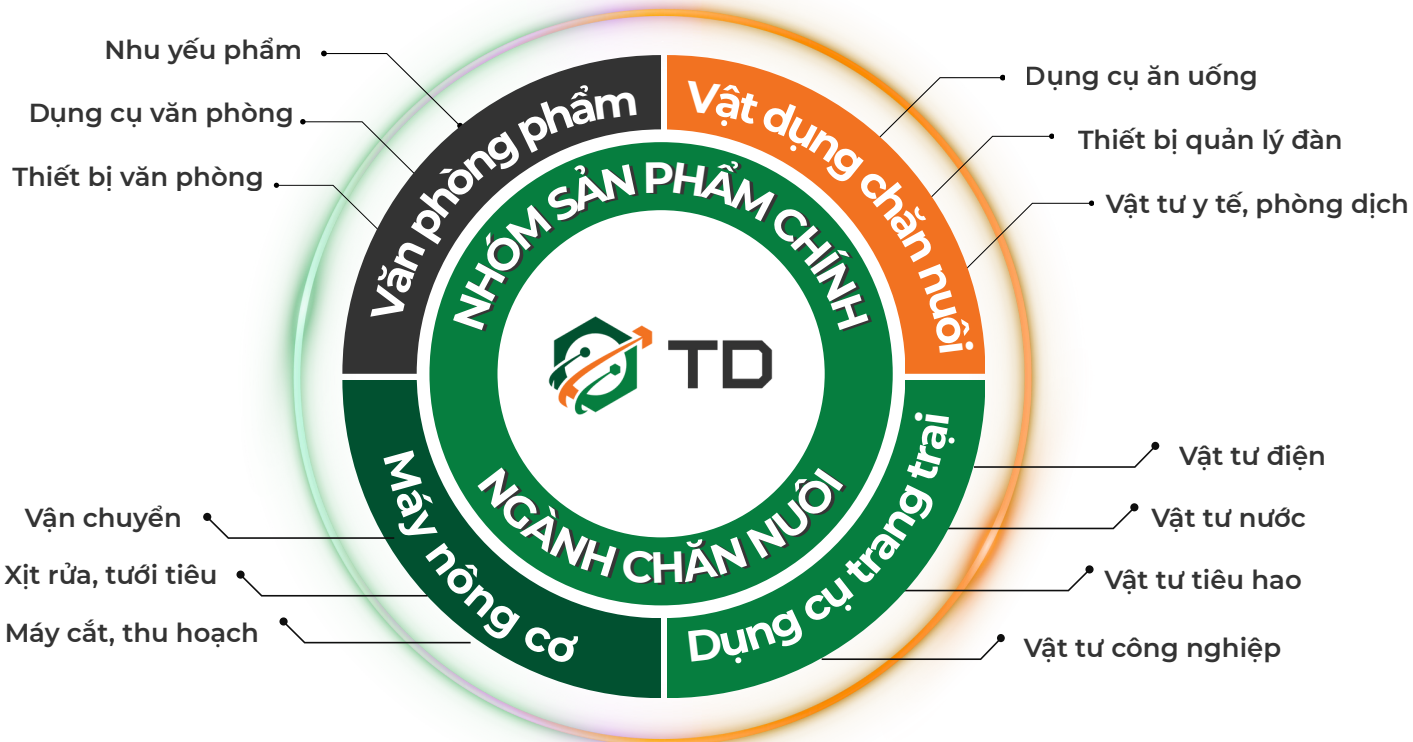 Nhu yếu phẩm
Dụng cụ văn phòng
Thiết bị văn phòng
Văn phòng phẩm
Vật dụng chăn nuôi
Dụng cụ ăn uống
Thiết bị quản lý đàn
Vật tư y tế, phòng dịch
NHÓM SẢN PHẨM CHÍNH
TD
NGÀNH CHĂN NUÔI
Máy nông cơ
Vận chuyển
Xịt rửa, tưới tiêu
Máy cắt, thu hoạch
Dụng cụ trang trại
Vật tư điện
Vật tư nước
Vật tư tiêu hao
Vật tư công nghiệp